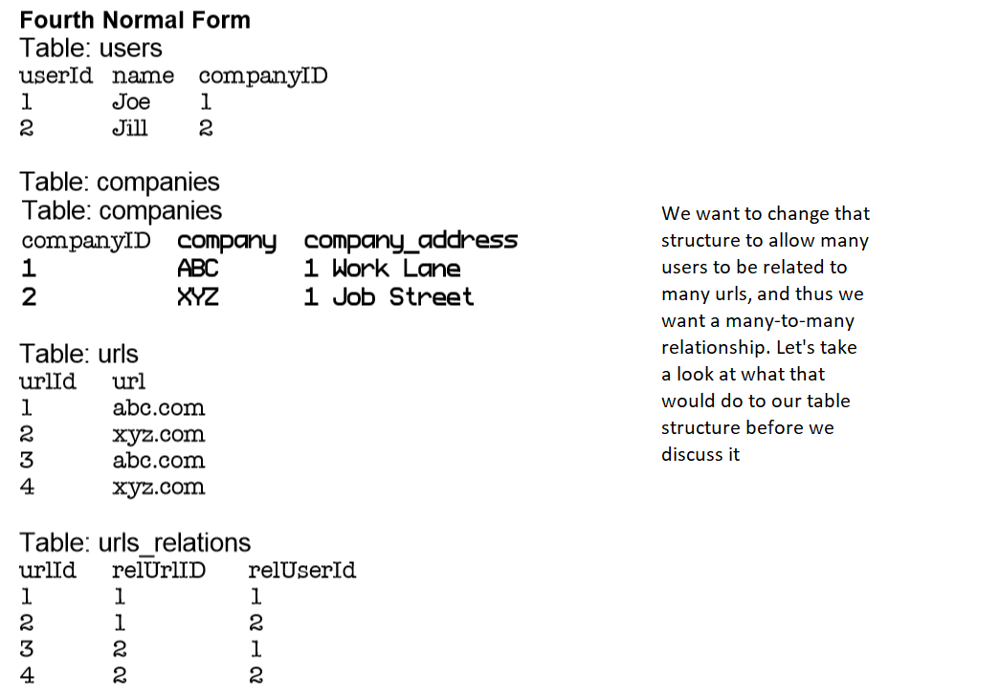 Fourth Normal Form
Table: users
userId name companyID
1 Joe 1
2 Jill 2
Table: companies
Table: companies
companyID company company_address
1 ABC 1 Work Lane
2 XYZ 1 Job Street
Table: urls
urlId url
1 abc.com
2 xyz.com
3 abc.com
4 xyz.com
Table: urls_relations
urlId relUrlID relUserId
1 1 1
2 1 2
3 2 1
4 2 2
We want to change that
structure to allow many
users to be related to
many urls, and thus we
want a many-to-many
relationship. Let's take
a look at what that
would do to our table
structure before we
discuss it